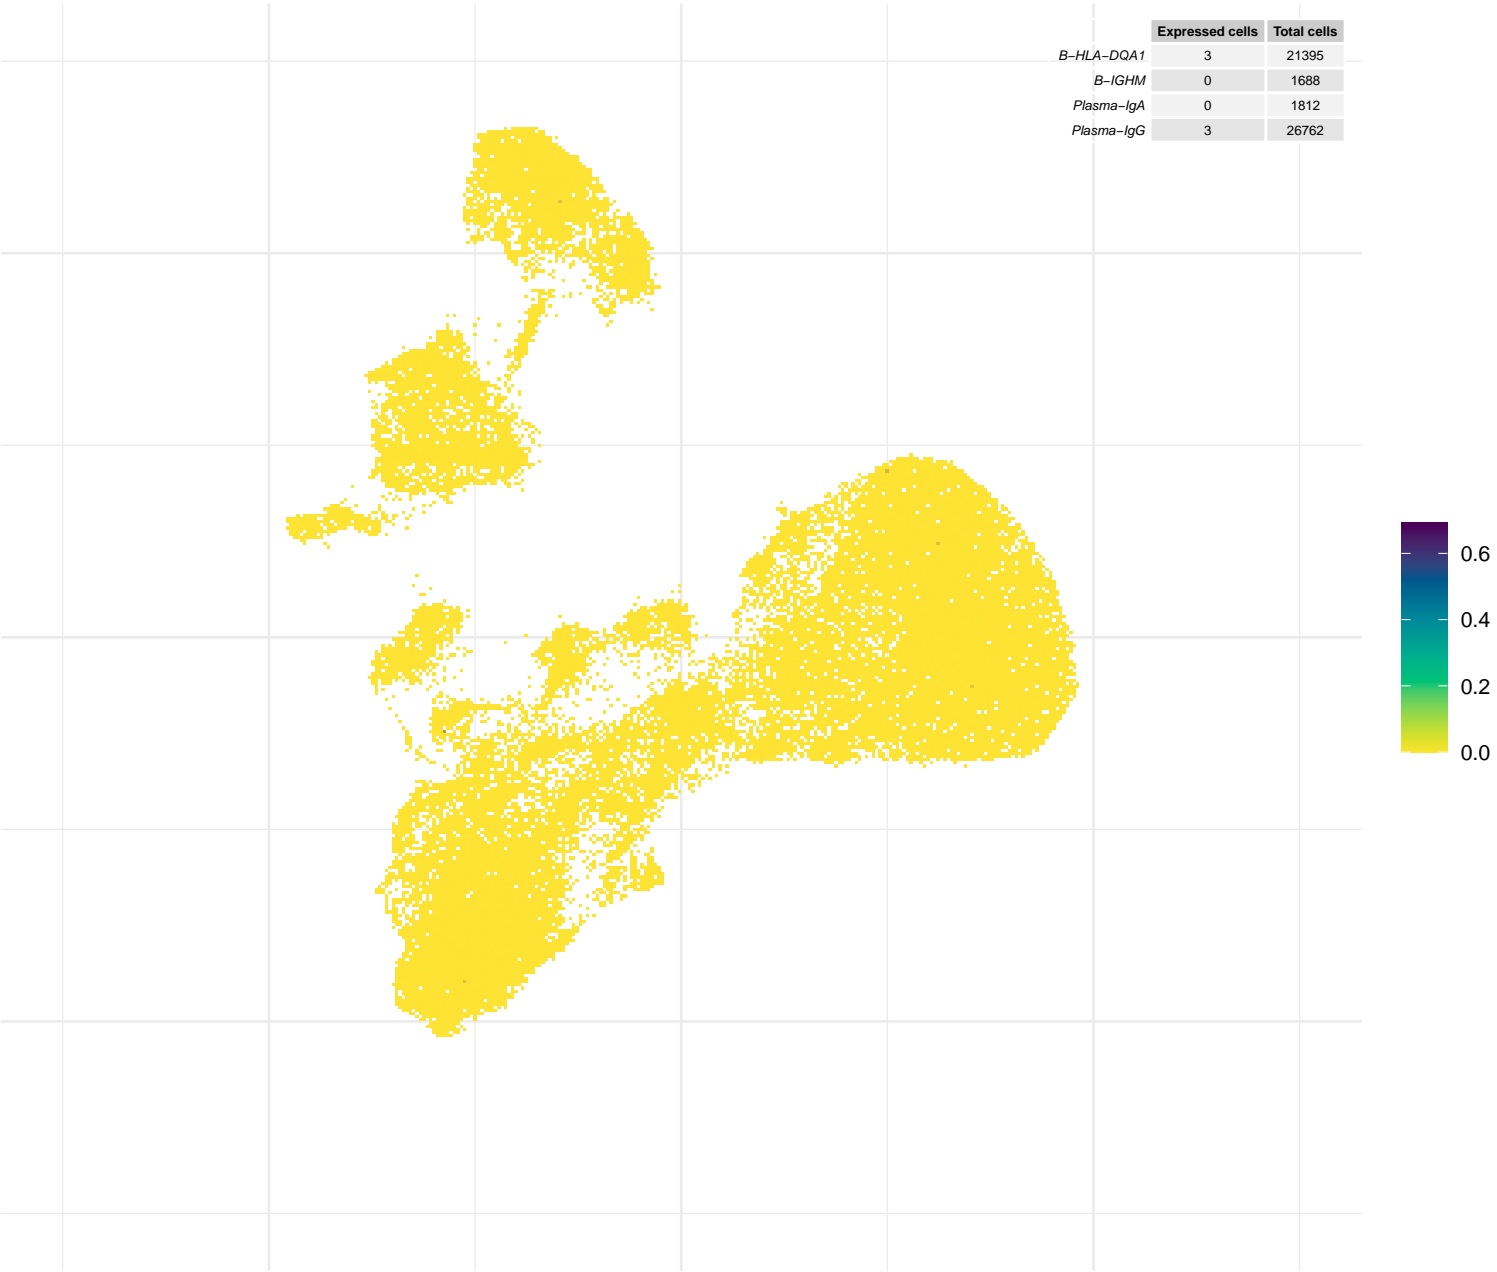 Expressed cells Total cells
B−HLA−DQA1 3 21395
B−IGHM 0 1688
Plasma−IgA 0 1812
Plasma−IgG 3 26762
0.6
0.4
0.2
0.0